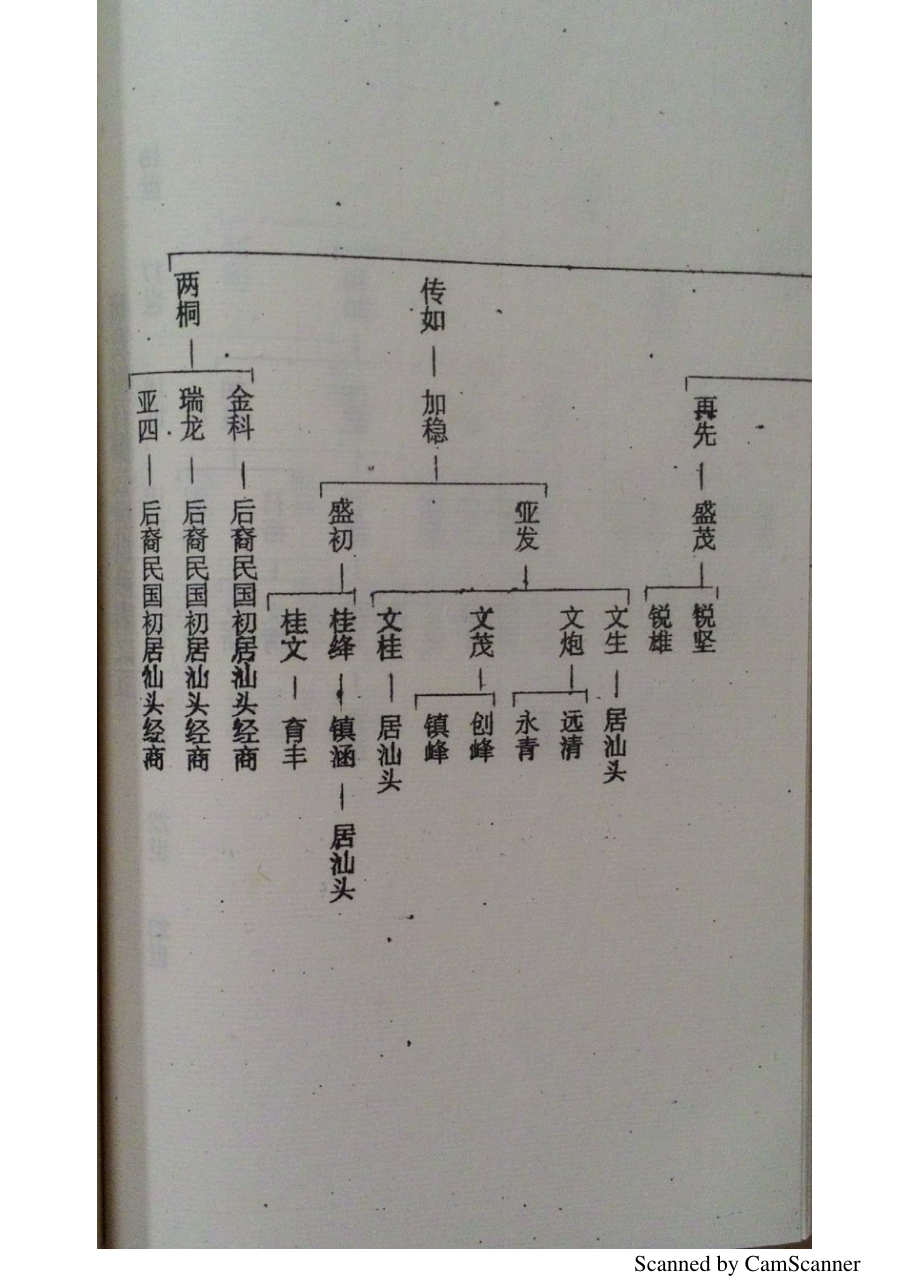 再先
盛茂
锐坚
锐雄
传如
加稳
亚发
文生
居汕头
文炮
远清
永青
文茂
创峰
镇峰
文桂
居汕头
盛初
桂绛
镇涵
居汕头
桂文
育丰
两桐
金科
后裔民国初居汕头经商
瑞龙
后裔民国初居汕头经商
亚四
后裔民国初居汕头经商
Scanned by CamScanner